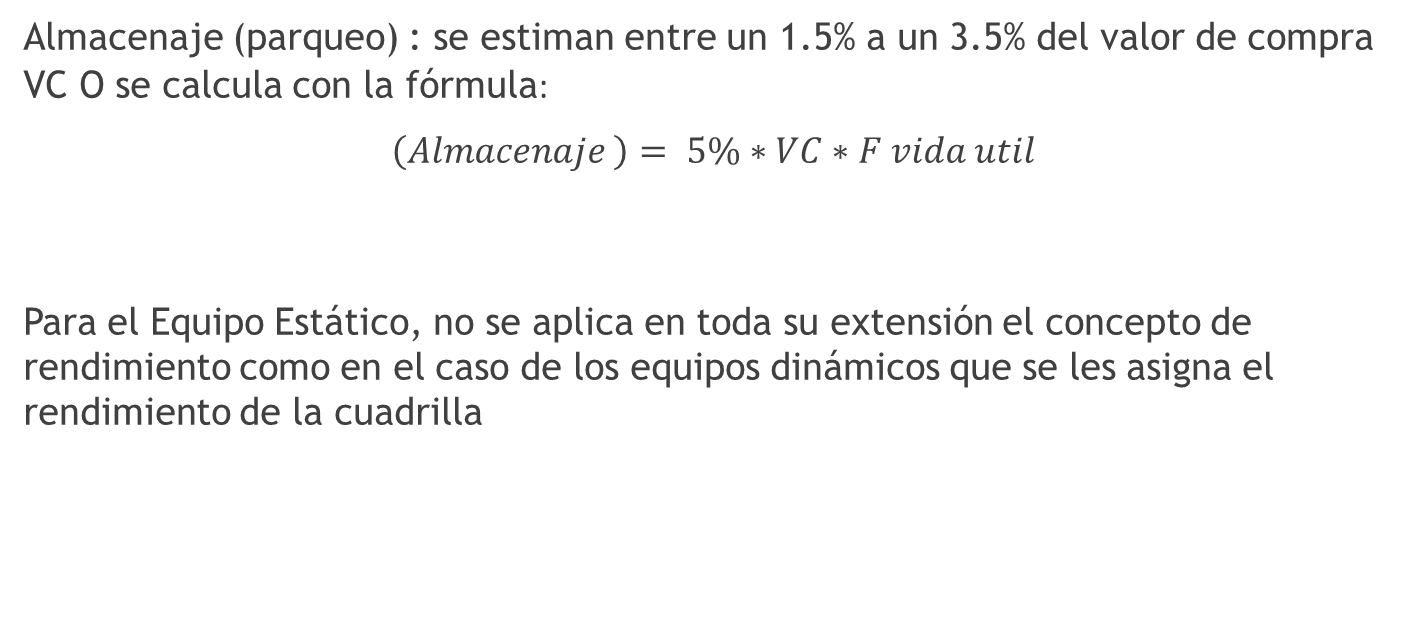 Almacenaje (parqueo) : se estiman entre un 1.5% a un 3.5% del valor de compra
VC O se calcula con la fórmula:
(Almacenaje ) = 5% ∗ VC ∗ F vida util
Para el Equipo Estático, no se aplica en toda su extensión el concepto de
rendimiento como en el caso de los equipos dinámicos que se les asigna el
rendimiento de la cuadrilla